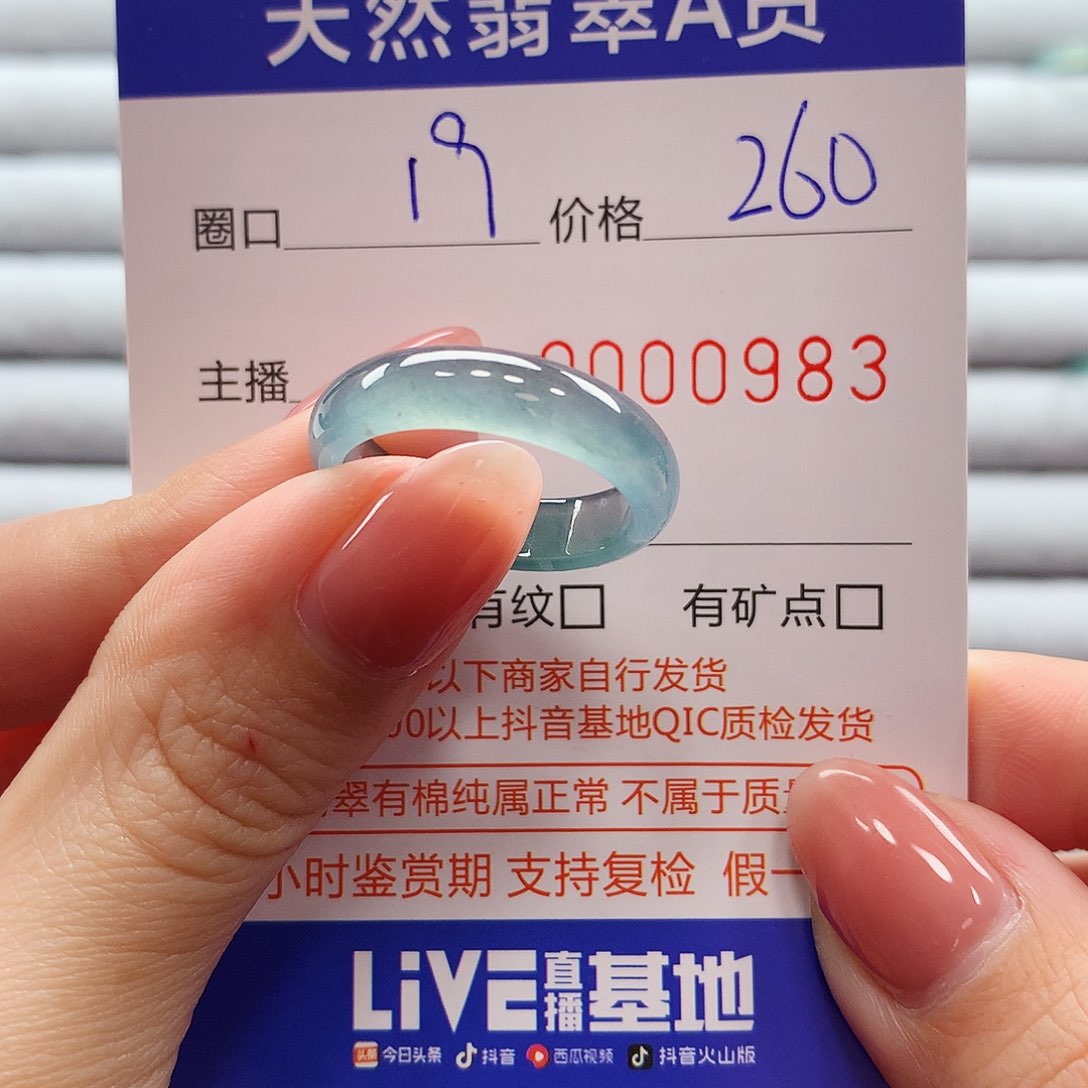 天然翡翠A货
圈口 19 价格 260
主播 0000983
有纹□ 有矿点□
以下商家自行发货
00以上抖音基地QIC质检发货
翠有棉纯属正常 不属于质
小时鉴赏期 支持复检 假一
LiVE直播基地
头条 今日头条 抖音 西瓜视频 抖音火山版